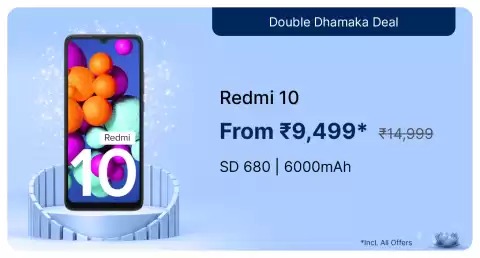 Double Dhamaka Deal
Redmi 10
From ₹9,499* ₹14,999
SD 680 | 6000mAh
Redmi
10
*Incl. All Offers